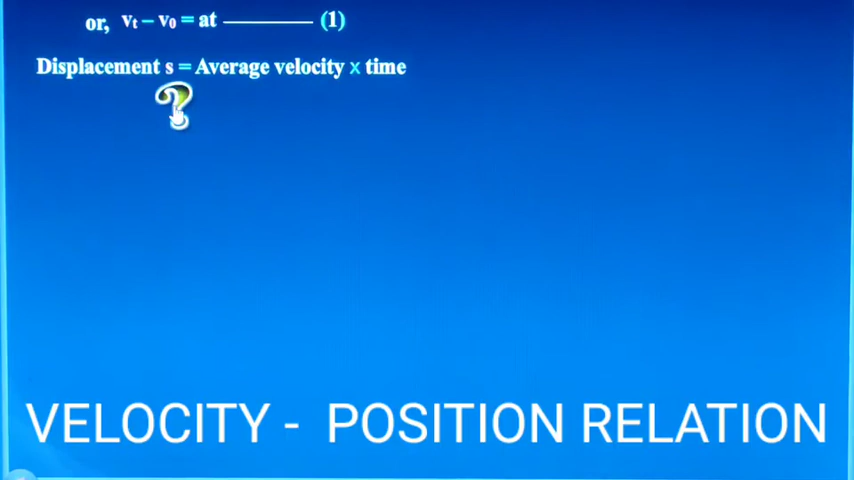 or, vₜ – v₀ = at ———— (1)
Displacement s = Average velocity x time
?
VELOCITY - POSITION RELATION